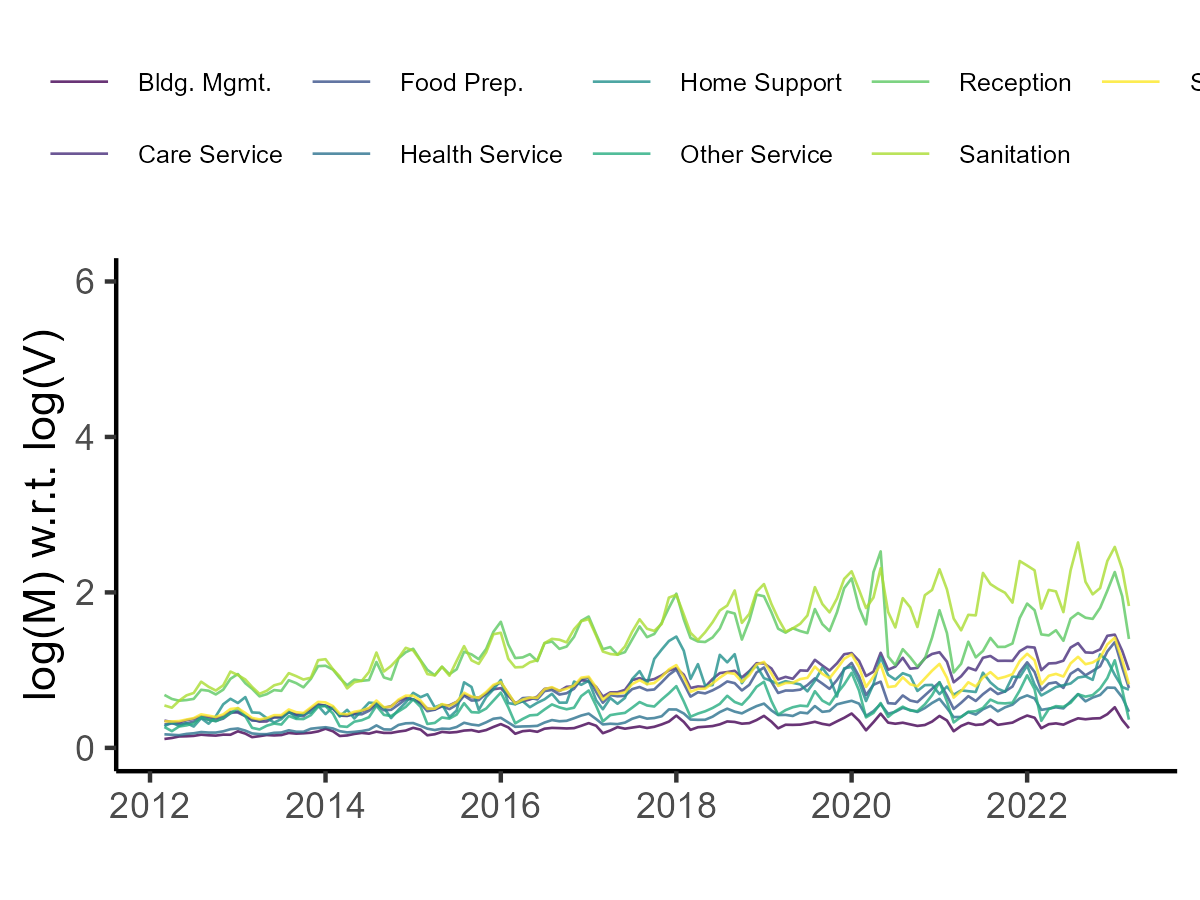 Bldg. Mgmt. Food Prep. Home Support Reception
Care Service Health Service Other Service Sanitation
log(M) w.r.t. log(V)
6
4
2
0
2012 2014 2016 2018 2020 2022